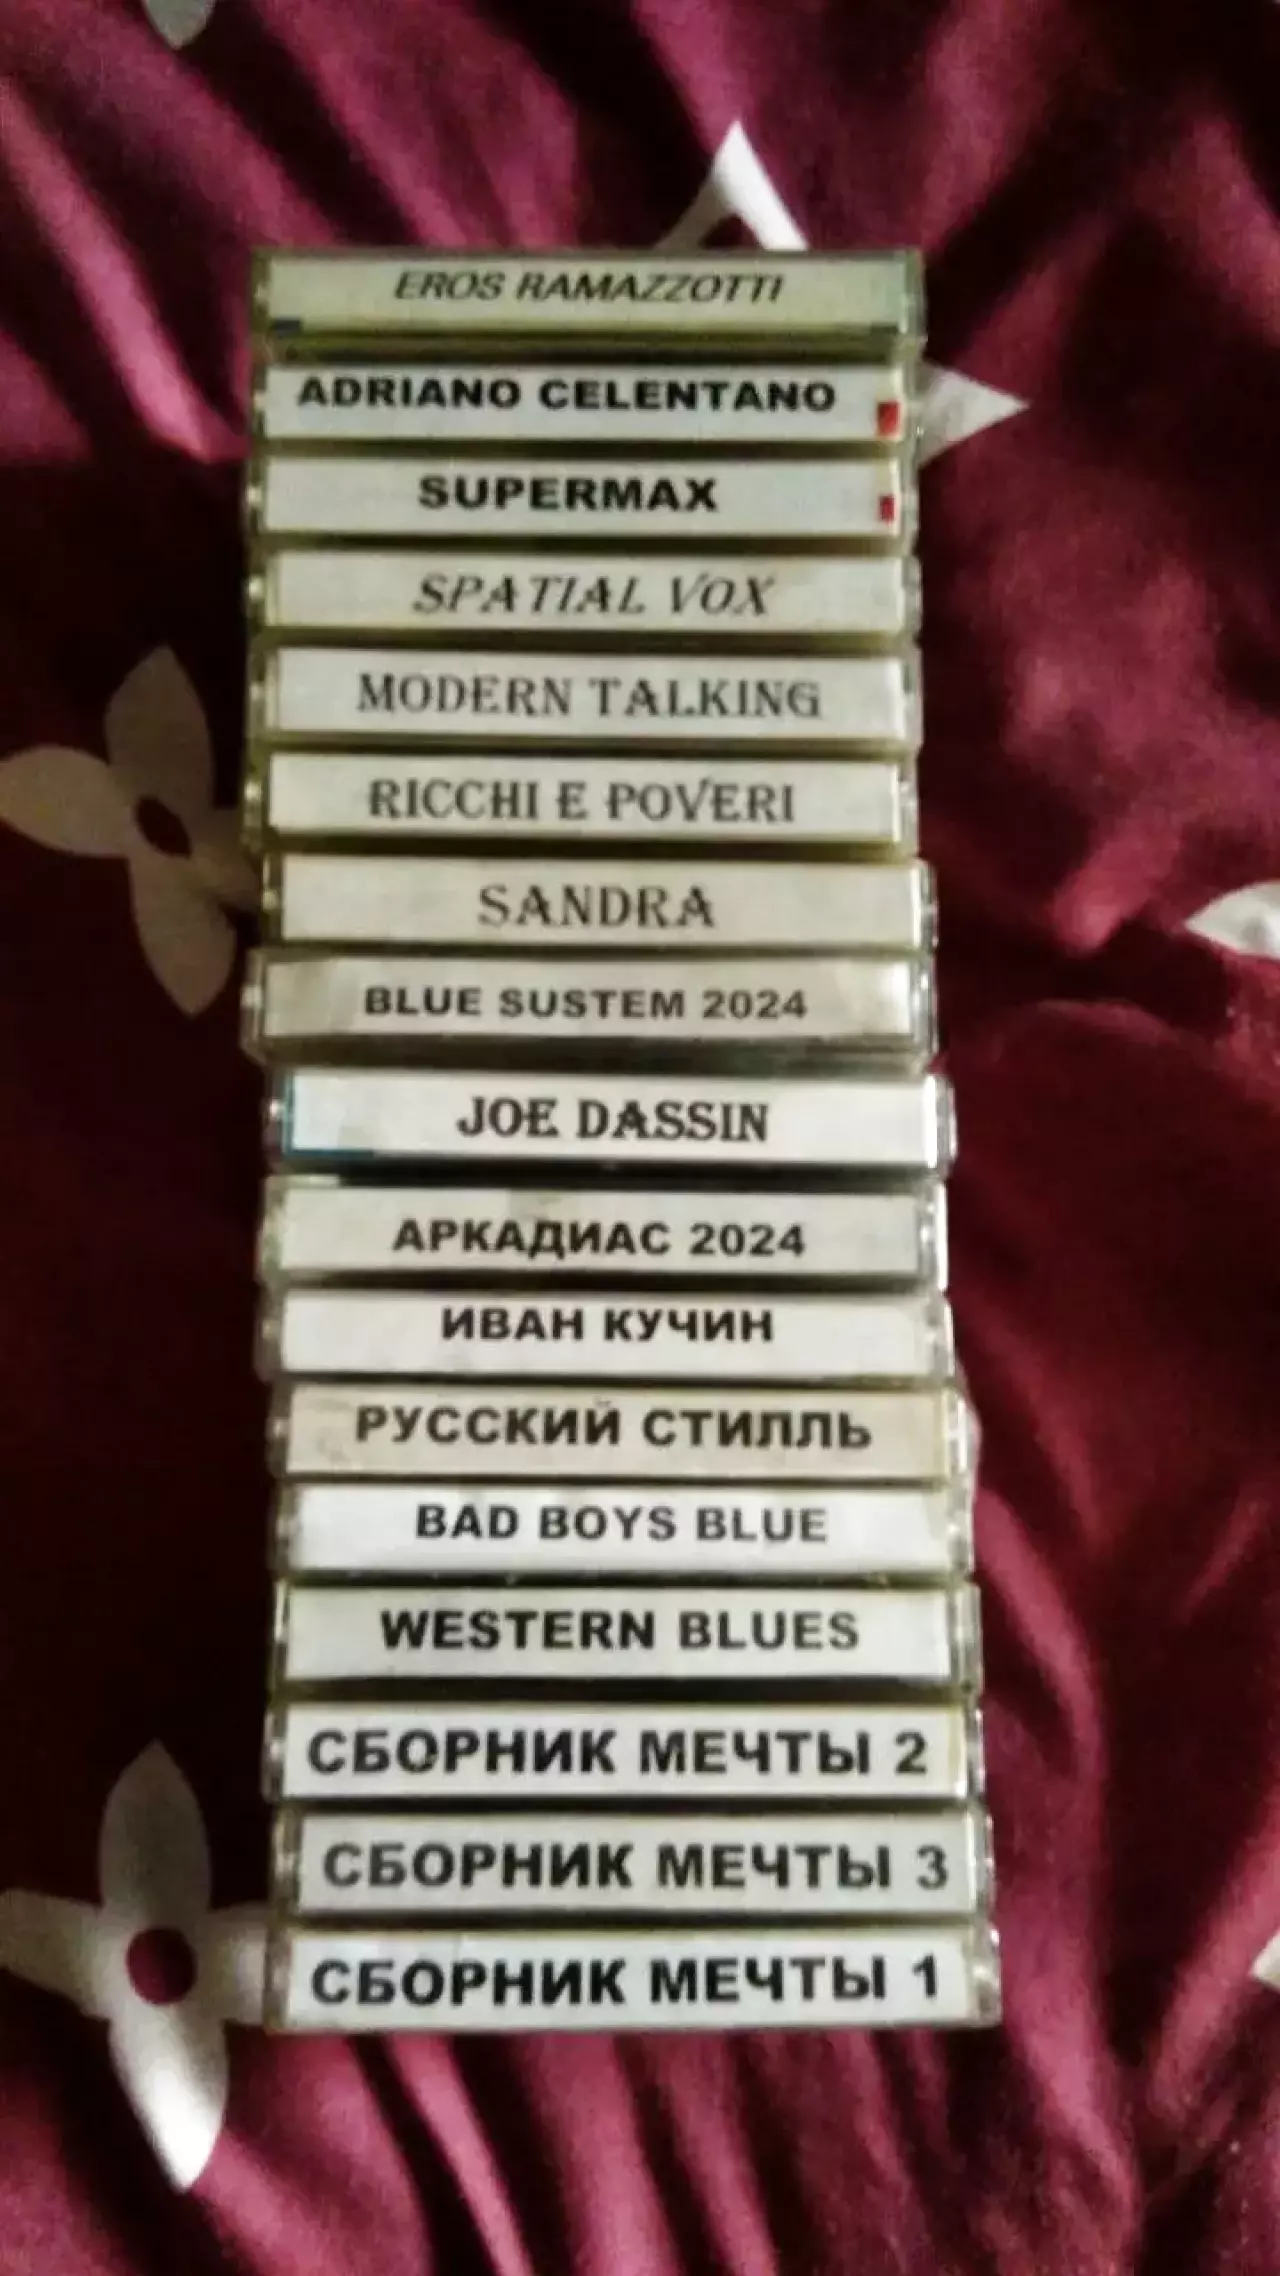 EROS RAMAZZOTTI
ADRIANO CELENTANO
SUPERMAX
SPATIAL VOX
MODERN TALKING
RICCHI E POVERI
SANDRA
BLUE SUSTEM 2024
JOE DASSIN
АРКАДИАС 2024
ИВАН КУЧИН
РУССКИЙ СТИЛЛЬ
BAD BOYS BLUE
WESTERN BLUES
СБОРНИК МЕЧТЫ 2
СБОРНИК МЕЧТЫ 3
СБОРНИК МЕЧТЫ 1